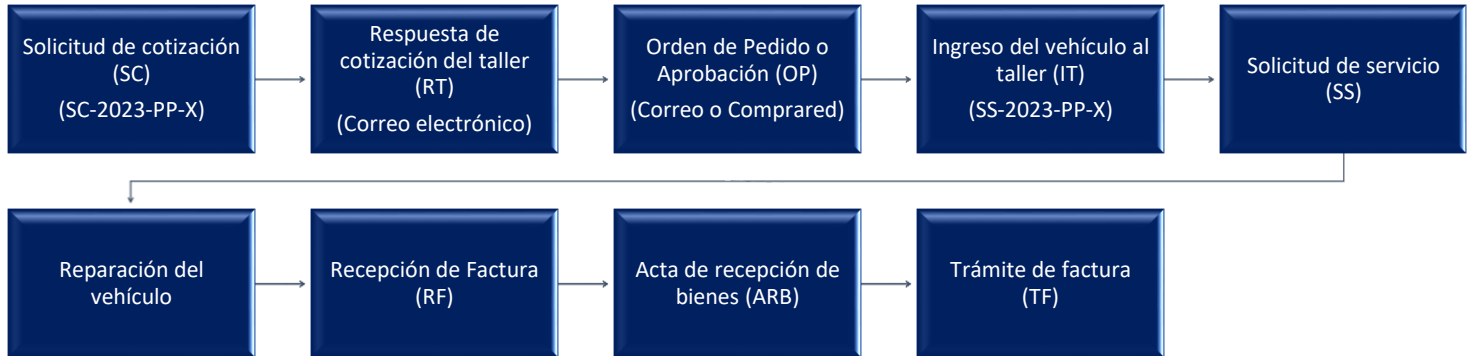 Solicitud de cotización
(SC)
(SC-2023-PP-X)
Respuesta de
cotización del taller
(RT)
(Correo electrónico)
Orden de Pedido o
Aprobación (OP)
(Correo o Comprared)
Ingreso del vehículo al
taller (IT)
(SS-2023-PP-X)
Solicitud de servicio
(SS)
Reparación del
vehículo
Recepción de Factura
(RF)
Acta de recepción de
bienes (ARB)
Trámite de factura
(TF)